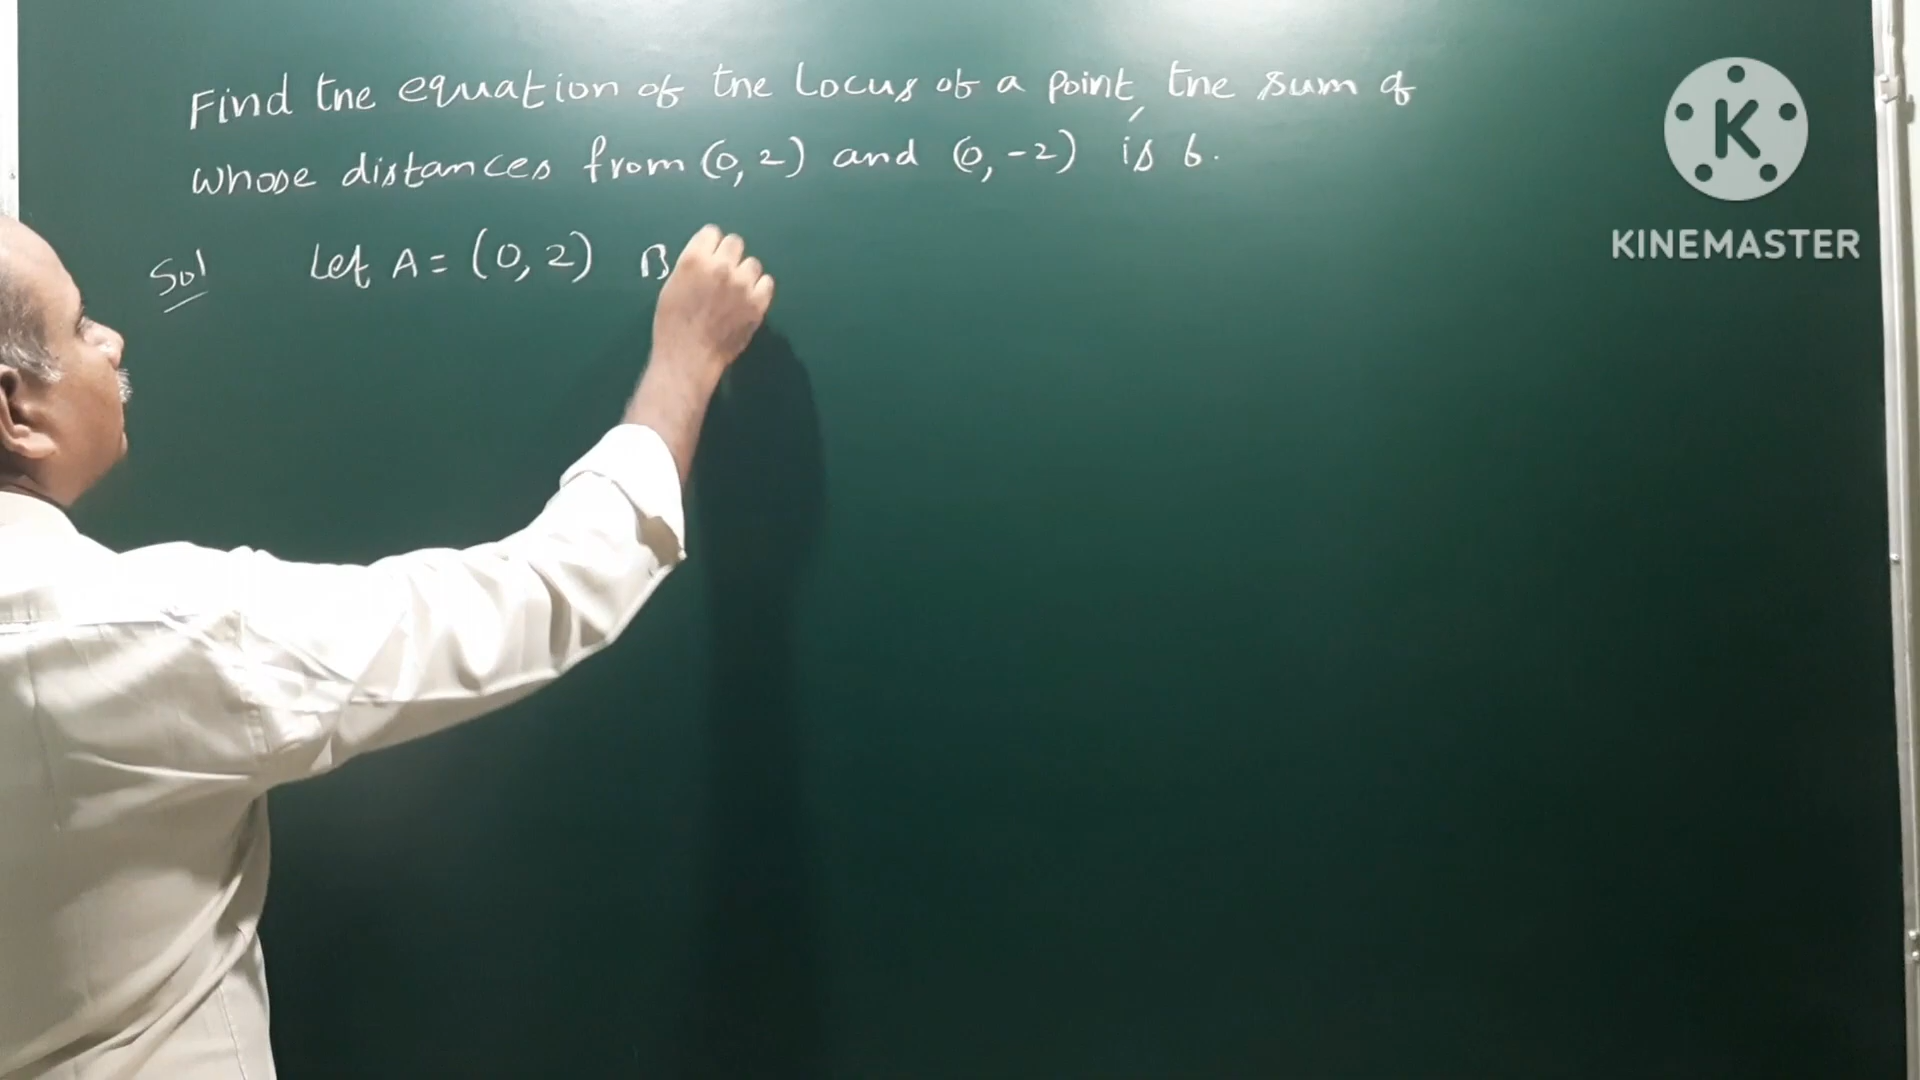 Find the equation of the Locus of a point, the sum of
whose distances from (0, 2) and (0, -2) is 6.
Sol Let A = (0, 2) B
K
KINEMASTER